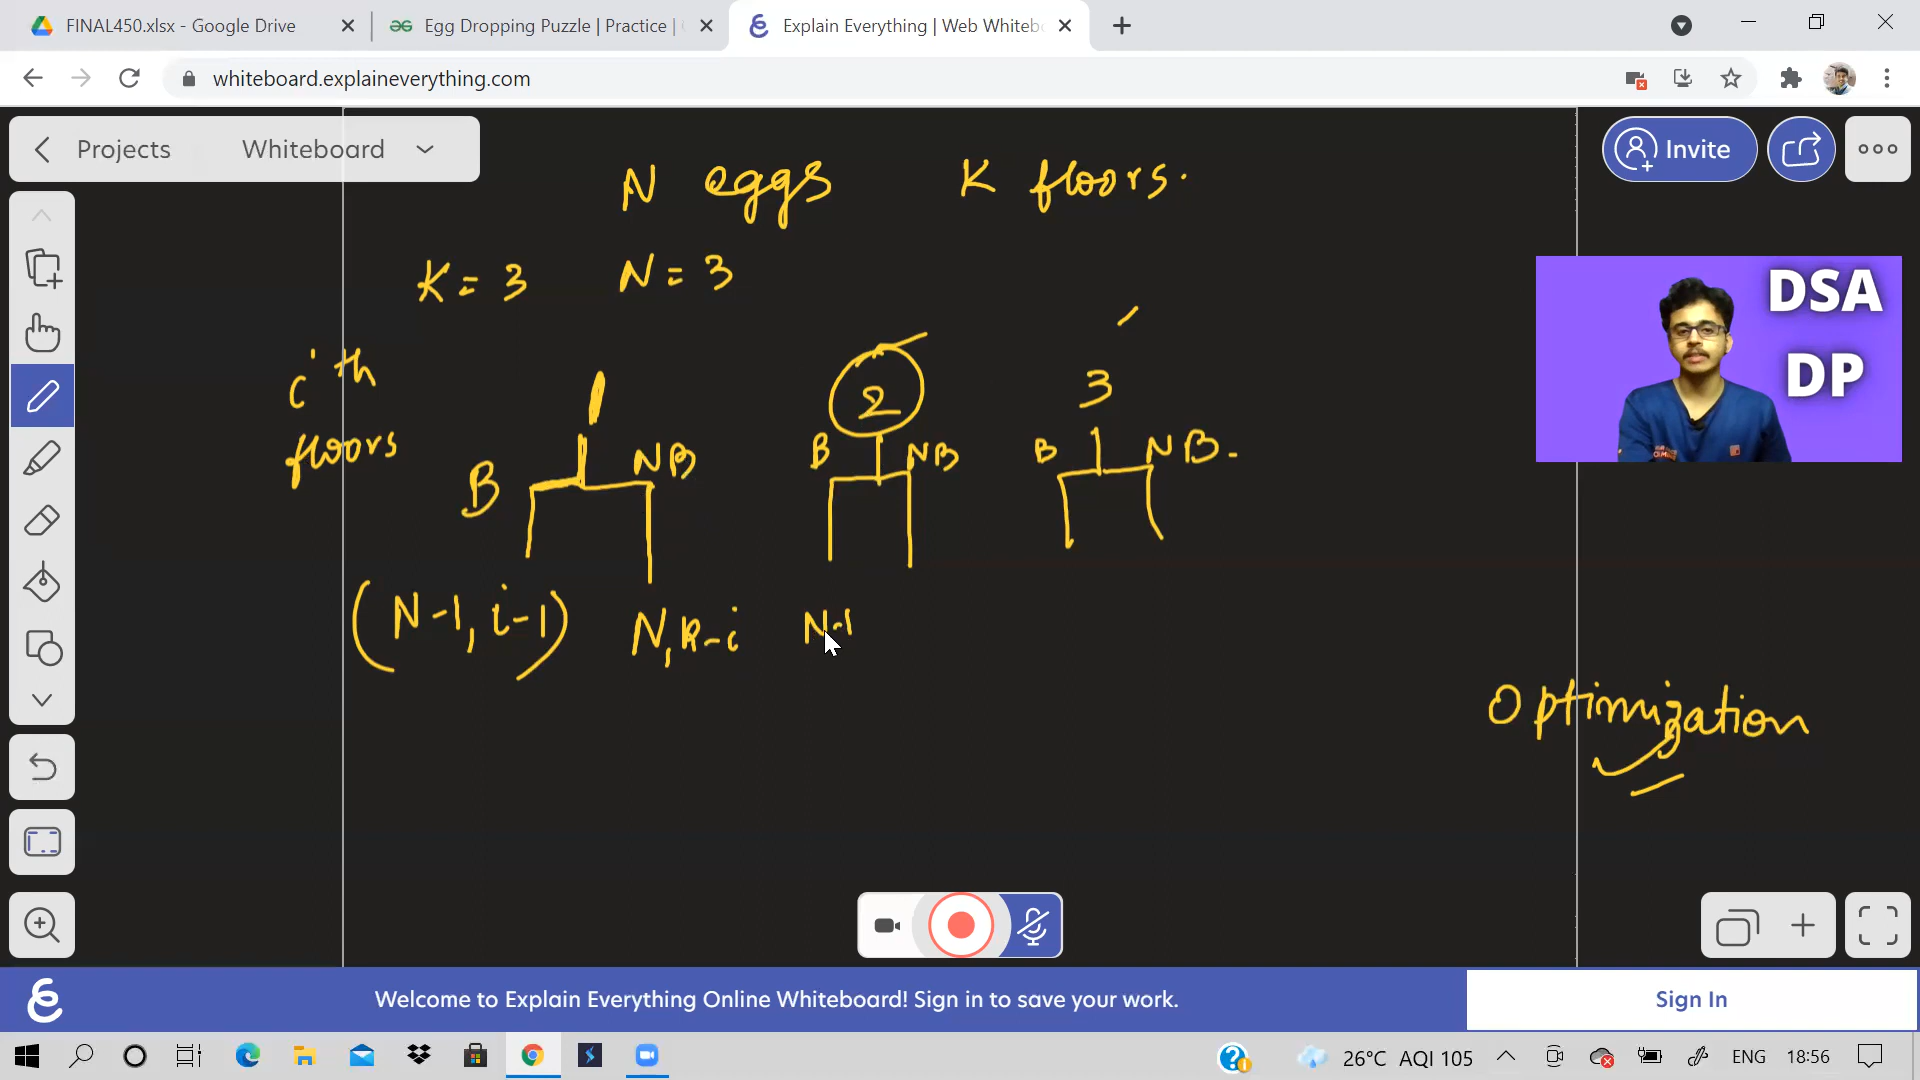 FINAL450.xlsx - Google Drive
Egg Dropping Puzzle | Practice |
Explain Everything | Web Whiteb
whiteboard.explaineverything.com
Projects
Whiteboard
Invite
N eggs K floors.
K = 3 N = 3
DSA
DP
i th
floors
1 2 3
B NB B NB B NB.
(N-1, i-1) N, K-i N-1
Optimization
Welcome to Explain Everything Online Whiteboard! Sign in to save your work.
Sign In
26°C AQI 105
ENG
18:56